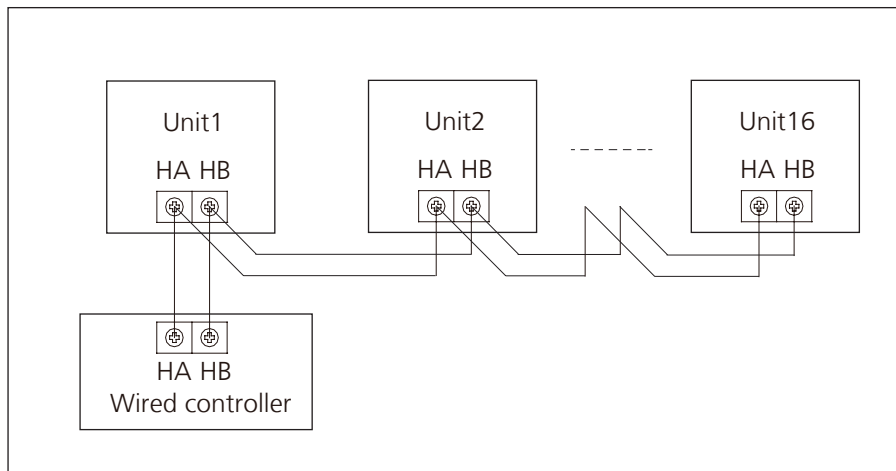 Unit1
HA HB
Unit2
HA HB
Unit16
HA HB
HA HB
Wired controller